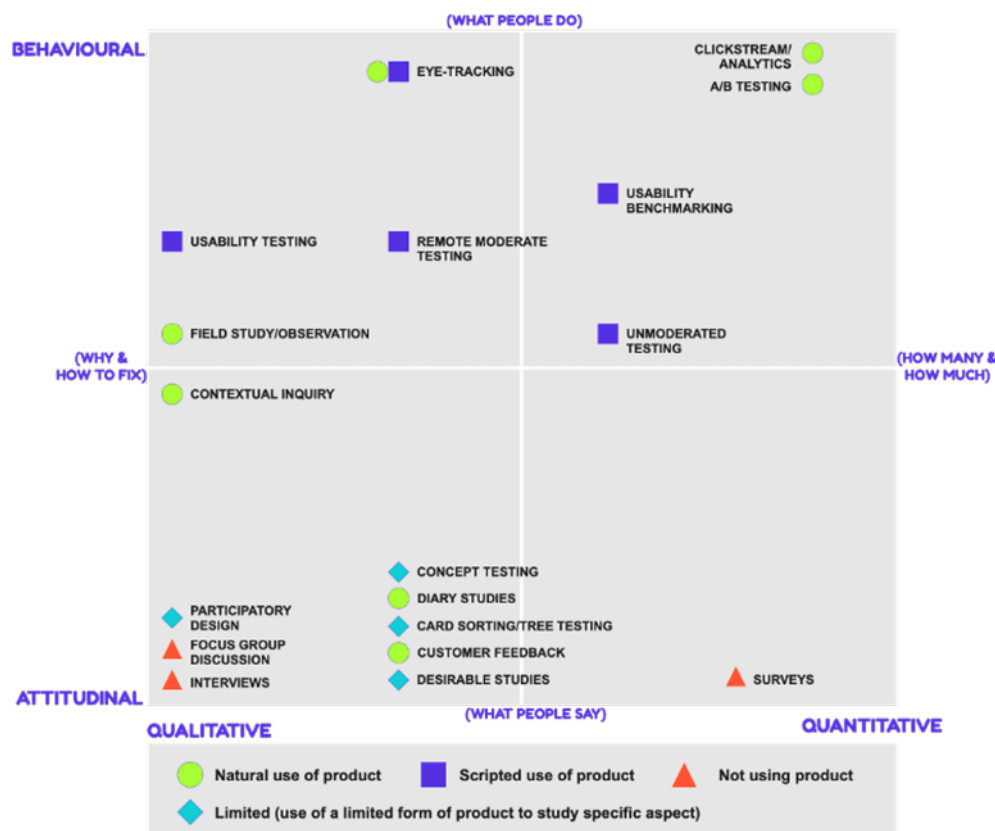 (WHAT PEOPLE DO)
BEHAVIOURAL
CLICKSTREAM/
ANALYTICS
EYE-TRACKING
A/B TESTING
USABILITY
BENCHMARKING
USABILITY TESTING
REMOTE MODERATE
TESTING
FIELD STUDY/OBSERVATION
UNMODERATED
TESTING
(WHY &
HOW TO FIX)
(HOW MANY &
HOW MUCH)
CONTEXTUAL INQUIRY
CONCEPT TESTING
DIARY STUDIES
PARTICIPATORY
DESIGN
CARD SORTING/TREE TESTING
FOCUS GROUP
DISCUSSION
CUSTOMER FEEDBACK
INTERVIEWS
DESIRABLE STUDIES
SURVEYS
ATTITUDINAL
(WHAT PEOPLE SAY)
QUALITATIVE
QUANTITATIVE
Natural use of product
Scripted use of product
Not using product
Limited (use of a limited form of product to study specific aspect)